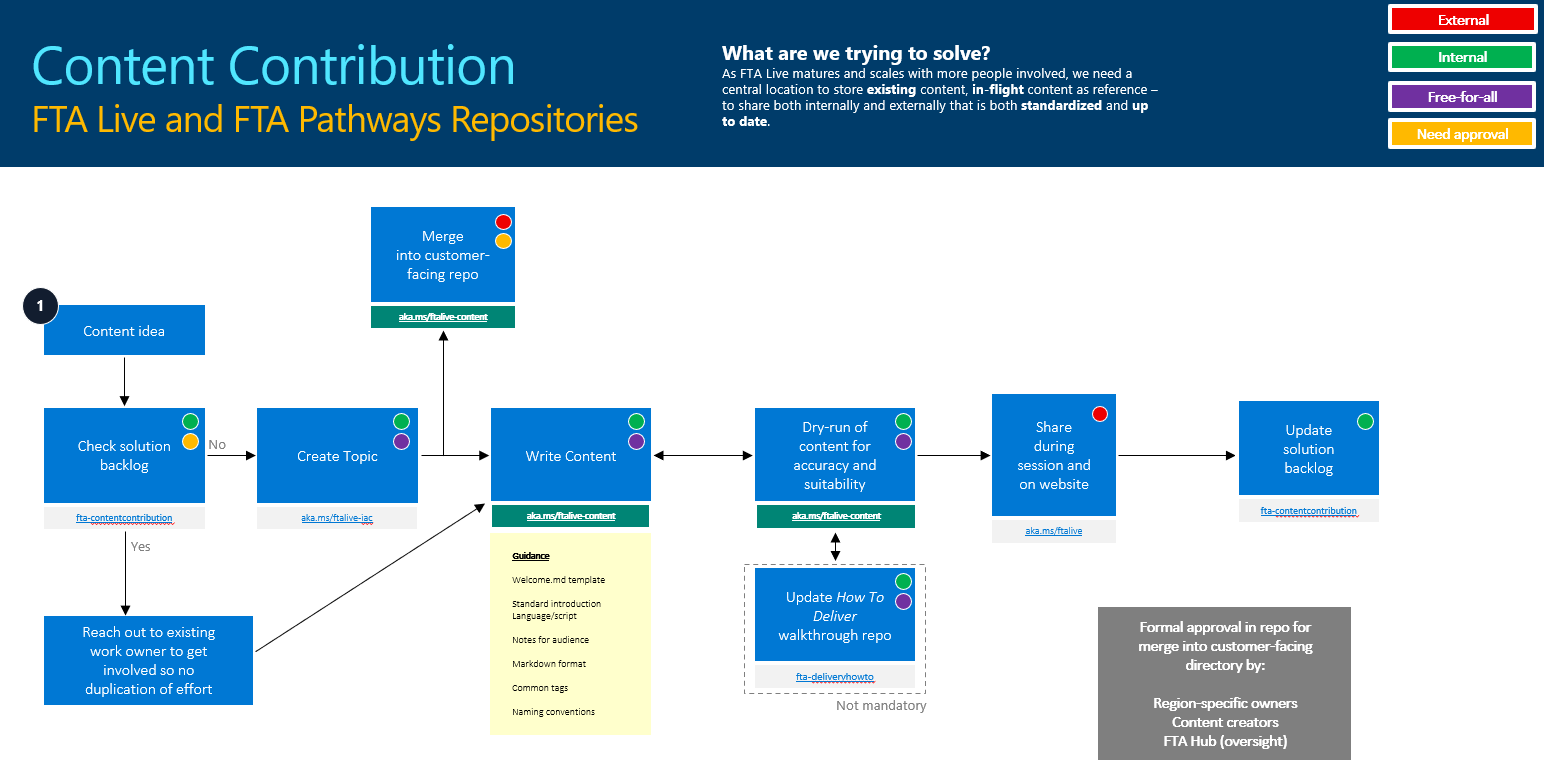 Content Contribution
FTA Live and FTA Pathways Repositories
What are we trying to solve?
As FTA Live matures and scales with more people involved, we need a
central location to store existing content, in-flight content as reference –
to share both internally and externally that is both standardized and up
to date.
External
Internal
Free-for-all
Need approval
Merge
into customer-
facing repo
aka.ms/ftalive-content
1
Content idea
Check solution
backlog
fta-contentcontribution
No
Yes
Create Topic
aka.ms/ftalive-iac
Write Content
aka.ms/ftalive-content
Dry-run of
content for
accuracy and
suitability
aka.ms/ftalive-content
Share
during
session and
on website
aka.ms/ftalive
Update
solution
backlog
fta-contentcontribution
Reach out to existing
work owner to get
involved so no
duplication of effort
Guidance
Welcome.md template
Standard introduction
Language/script
Notes for audience
Markdown format
Common tags
Naming conventions
Update How To
Deliver
walkthrough repo
fta-deliveryhowto
Not mandatory
Formal approval in repo for
merge into customer-facing
directory by:
Region-specific owners
Content creators
FTA Hub (oversight)